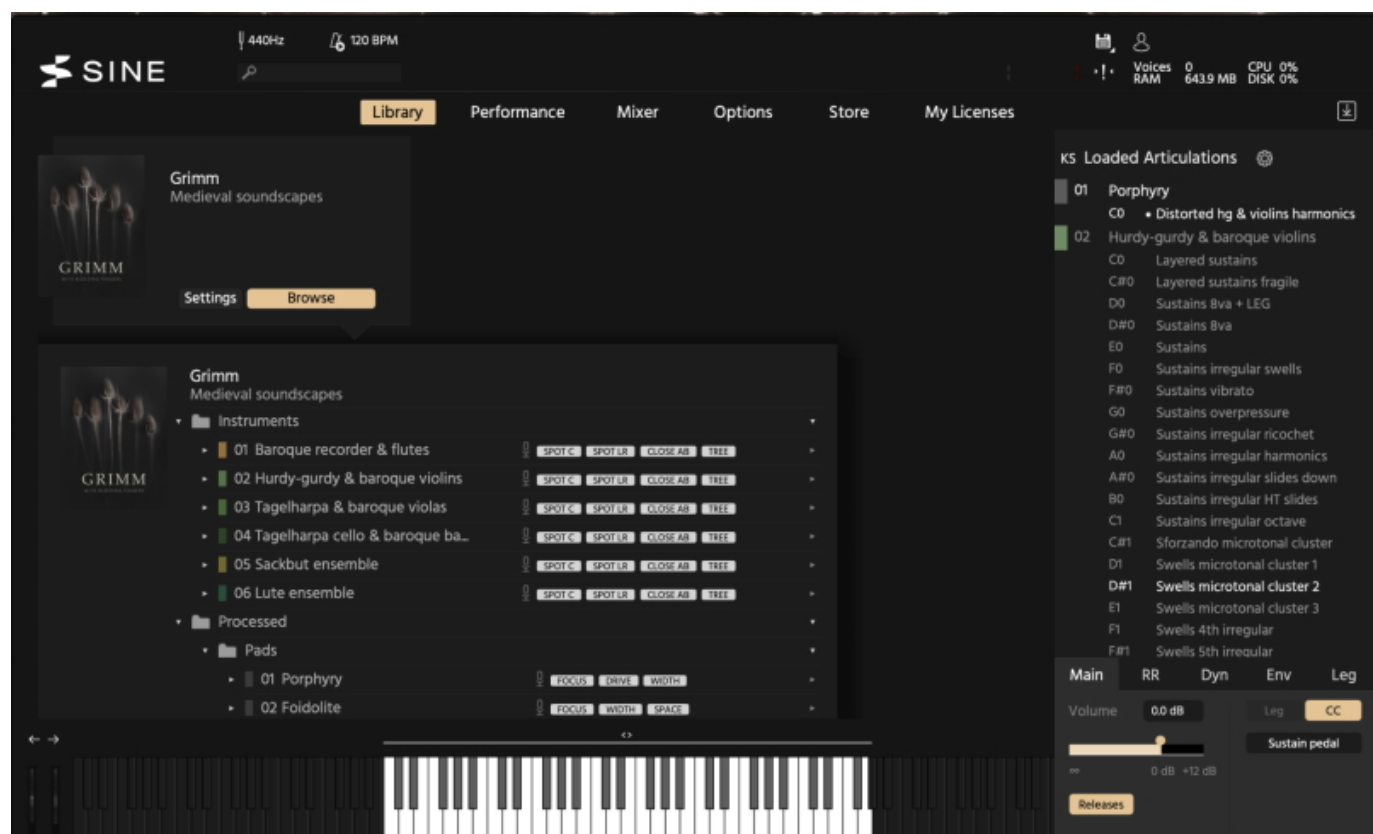 440Hz 120 BPM
SINE
Voices 0 CPU 0%
RAM 643.9 MB DISK 0%
Library Performance Mixer Options Store My Licenses
Grimm
Medieval soundscapes
GRIMM
Settings Browse
Grimm
Medieval soundscapes
GRIMM
Instruments
01 Baroque recorder & flutes SPOT C SPOT LR CLOSE AB TREE
02 Hurdy-gurdy & baroque violins SPOT C SPOT LR CLOSE AB TREE
03 Tagelharpa & baroque violas SPOT C SPOT LR CLOSE AB TREE
04 Tagelharpa cello & baroque ba... SPOT C SPOT LR CLOSE AB TREE
05 Sackbut ensemble SPOT C SPOT LR CLOSE AB TREE
06 Lute ensemble SPOT C SPOT LR CLOSE AB TREE
Processed
Pads
01 Porphyry FOCUS DRIVE WIDTH
02 Foidolite FOCUS WIDTH SPACE
KS Loaded Articulations
01 Porphyry
C0 • Distorted hg & violins harmonics
02 Hurdy-gurdy & baroque violins
C0 Layered sustains
C#0 Layered sustains fragile
D0 Sustains 8va + LEG
D#0 Sustains 8va
E0 Sustains
F0 Sustains irregular swells
F#0 Sustains vibrato
G0 Sustains overpressure
G#0 Sustains irregular ricochet
A0 Sustains irregular harmonics
A#0 Sustains irregular slides down
B0 Sustains irregular HT slides
C1 Sustains irregular octave
C#1 Sforzando microtonal cluster
D1 Swells microtonal cluster 1
D#1 Swells microtonal cluster 2
E1 Swells microtonal cluster 3
F1 Swells 4th irregular
F#1 Swells 5th irregular
Main RR Dyn Env Leg
Volume 0.0 dB Leg CC
Sustain pedal
∞ 0 dB +12 dB
Releases